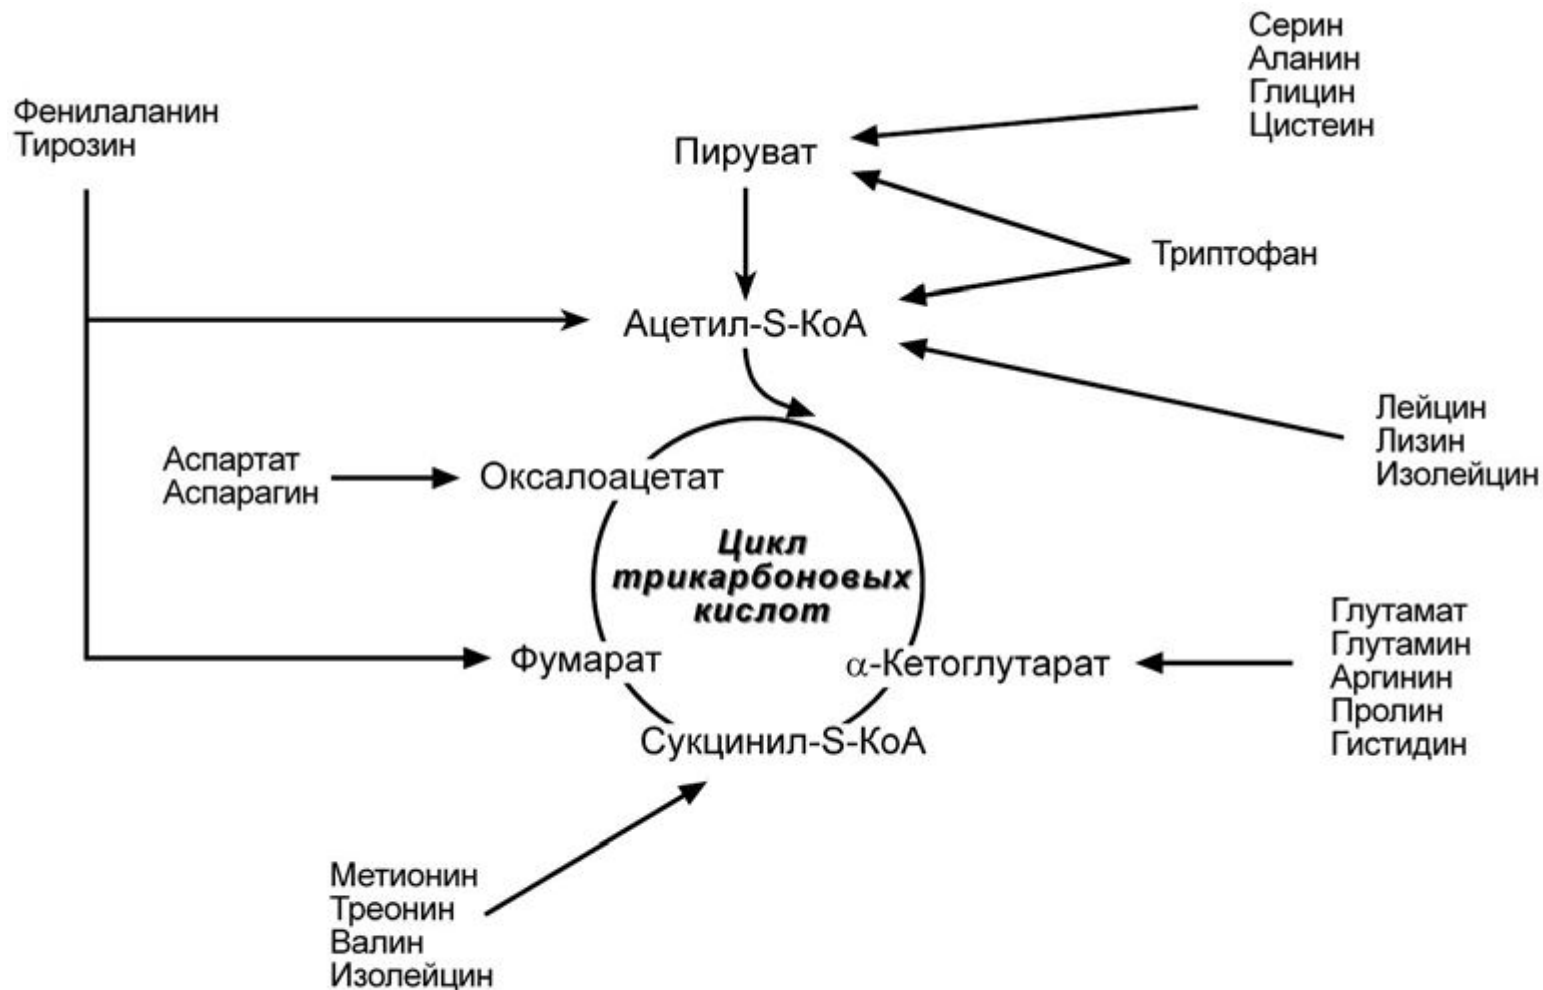 Серин
Аланин
Глицин
Цистеин
Фенилаланин
Тирозин
Пируват
Триптофан
Ацетил-S-КоА
Лейцин
Лизин
Изолейцин
Аспартат
Аспарагин
Оксалоацетат
Цикл
трикарбоновых
кислот
Глутамат
Глутамин
Аргинин
Пролин
Гистидин
Фумарат
α-Кетоглутарат
Сукцинил-S-КоА
Метионин
Треонин
Валин
Изолейцин